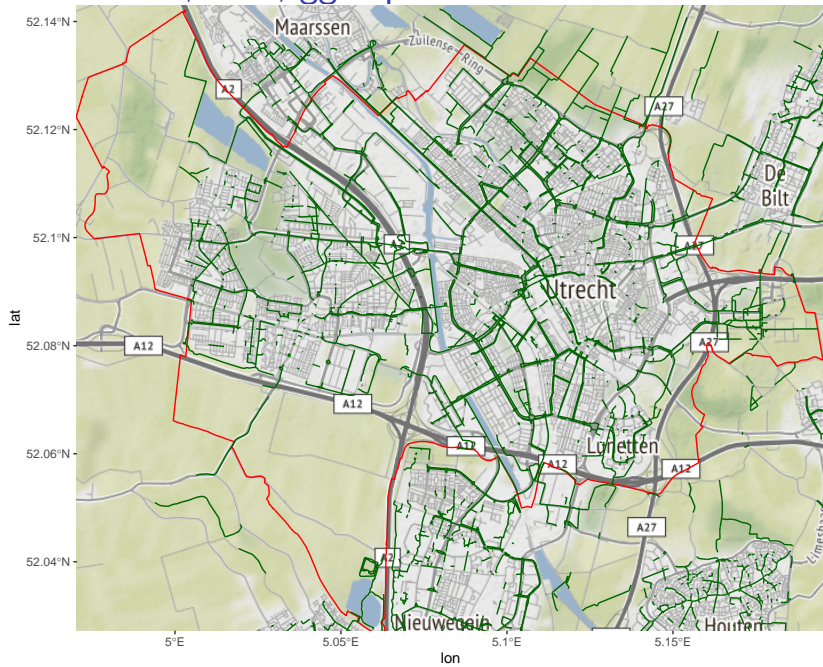 52.14°N
Maarssen
Zuilense Ring
A2
A27
52.12°N
De
Bilt
52.1°N
A27
Utrecht
lat
A27
52.08°N
A12
A12
A12
Lunetten
52.06°N
A12
A12
A27
A2
52.04°N
Nieuwegein
Houten
5°E
5.05°E
5.1°E
5.15°E
lon